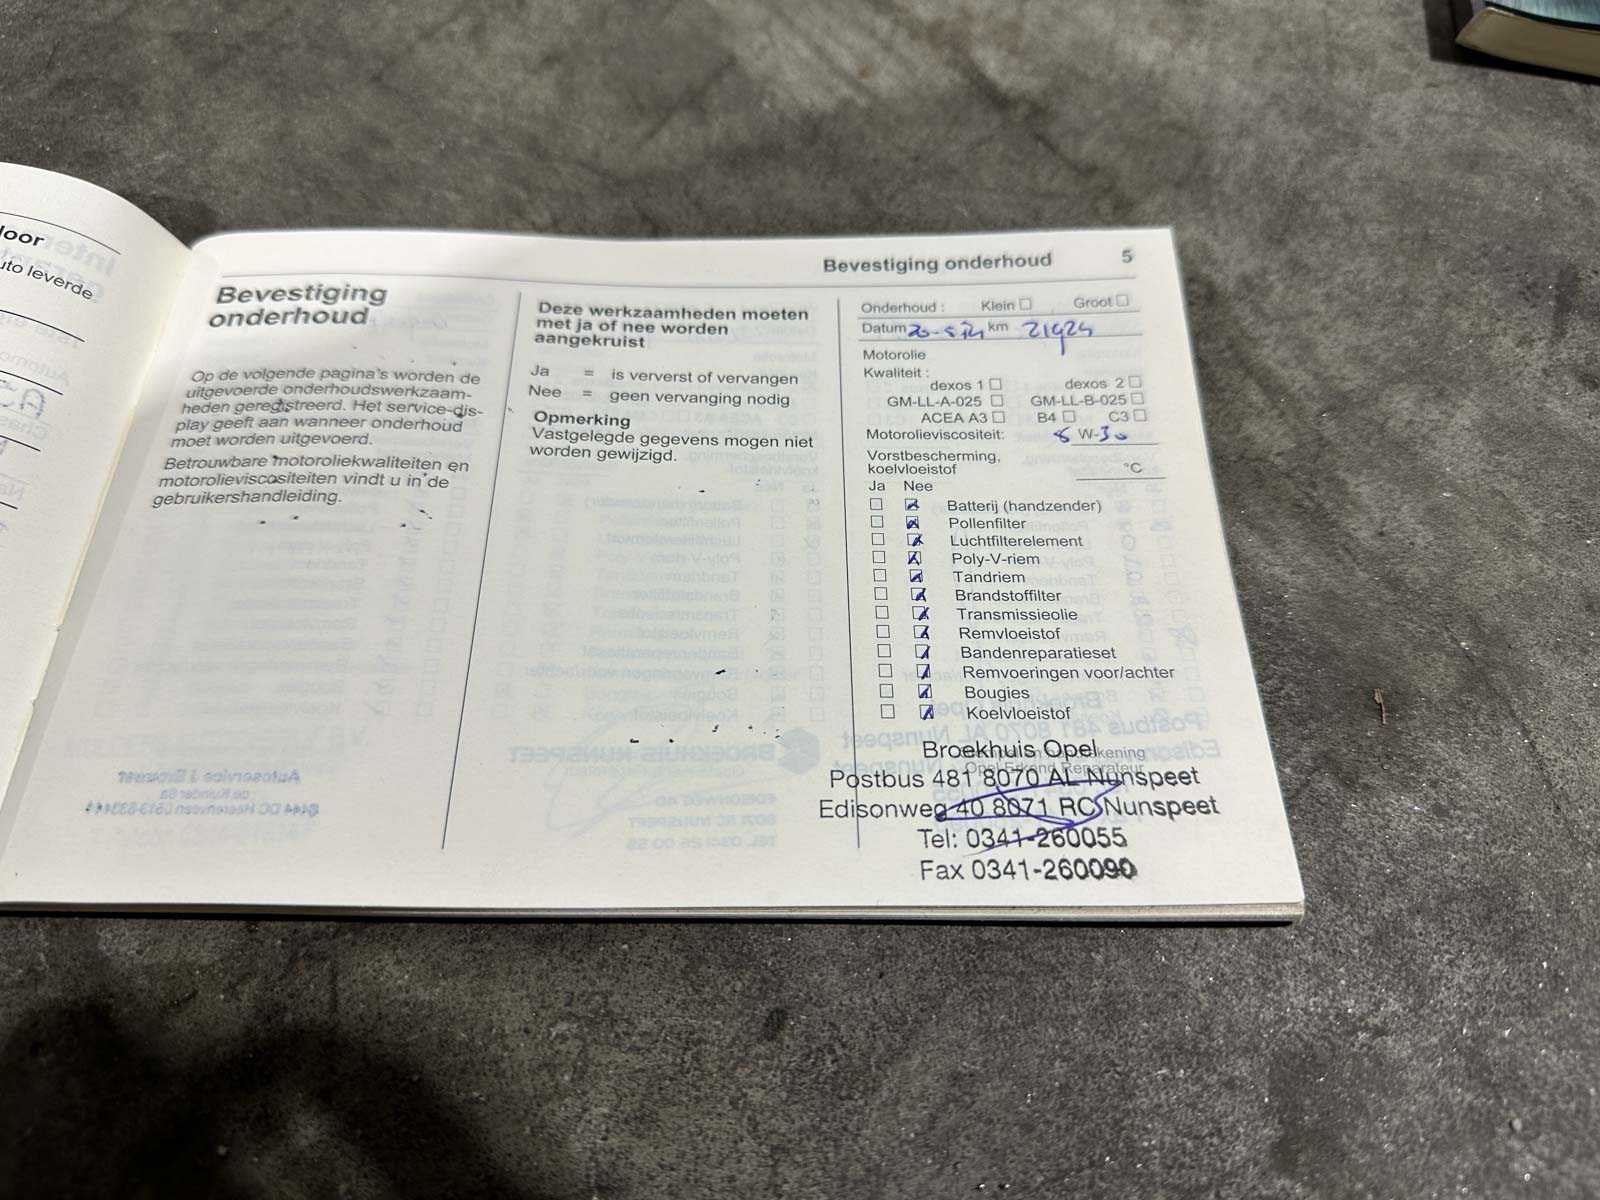 loor
uto leverde
Bevestiging onderhoud 5
Bevestiging
onderhoud
Op de volgende pagina's worden de
uitgevoerde onderhoudswerkzaam-
heden geregistreerd. Het service-dis-
play geeft aan wanneer onderhoud
moet worden uitgevoerd.
Betrouwbare motoroliekwaliteiten en
motorolieviscositeiten vindt u in de
gebruikershandleiding.
Deze werkzaamheden moeten
met ja of nee worden
aangekruist
Ja = is ververst of vervangen
Nee = geen vervanging nodig
Opmerking
Vastgelegde gegevens mogen niet
worden gewijzigd.
Onderhoud : Klein ☐ Groot ☐
Datum km
Motorolie
Kwaliteit :
dexos 1 ☐ dexos 2 ☐
GM-LL-A-025 ☐ GM-LL-B-025 ☐
ACEA A3 ☐ B4 ☐ C3 ☐
Motorolieviscositeit: W-30
Vorstbescherming,
koelvloeistof °C
Ja Nee
Batterij (handzender)
Pollenfilter
Luchtfilterelement
Poly-V-riem
Tandriem
Brandstoffilter
Transmissieolie
Remvloeistof
Bandenreparatieset
Remvoeringen voor/achter
Bougies
Koelvloeistof
Broekhuis Opel
Postbus 481 8070 AL Nunspeet
Edisonweg 40 8071 RC Nunspeet
Tel: 0341-260055
Fax 0341-260090